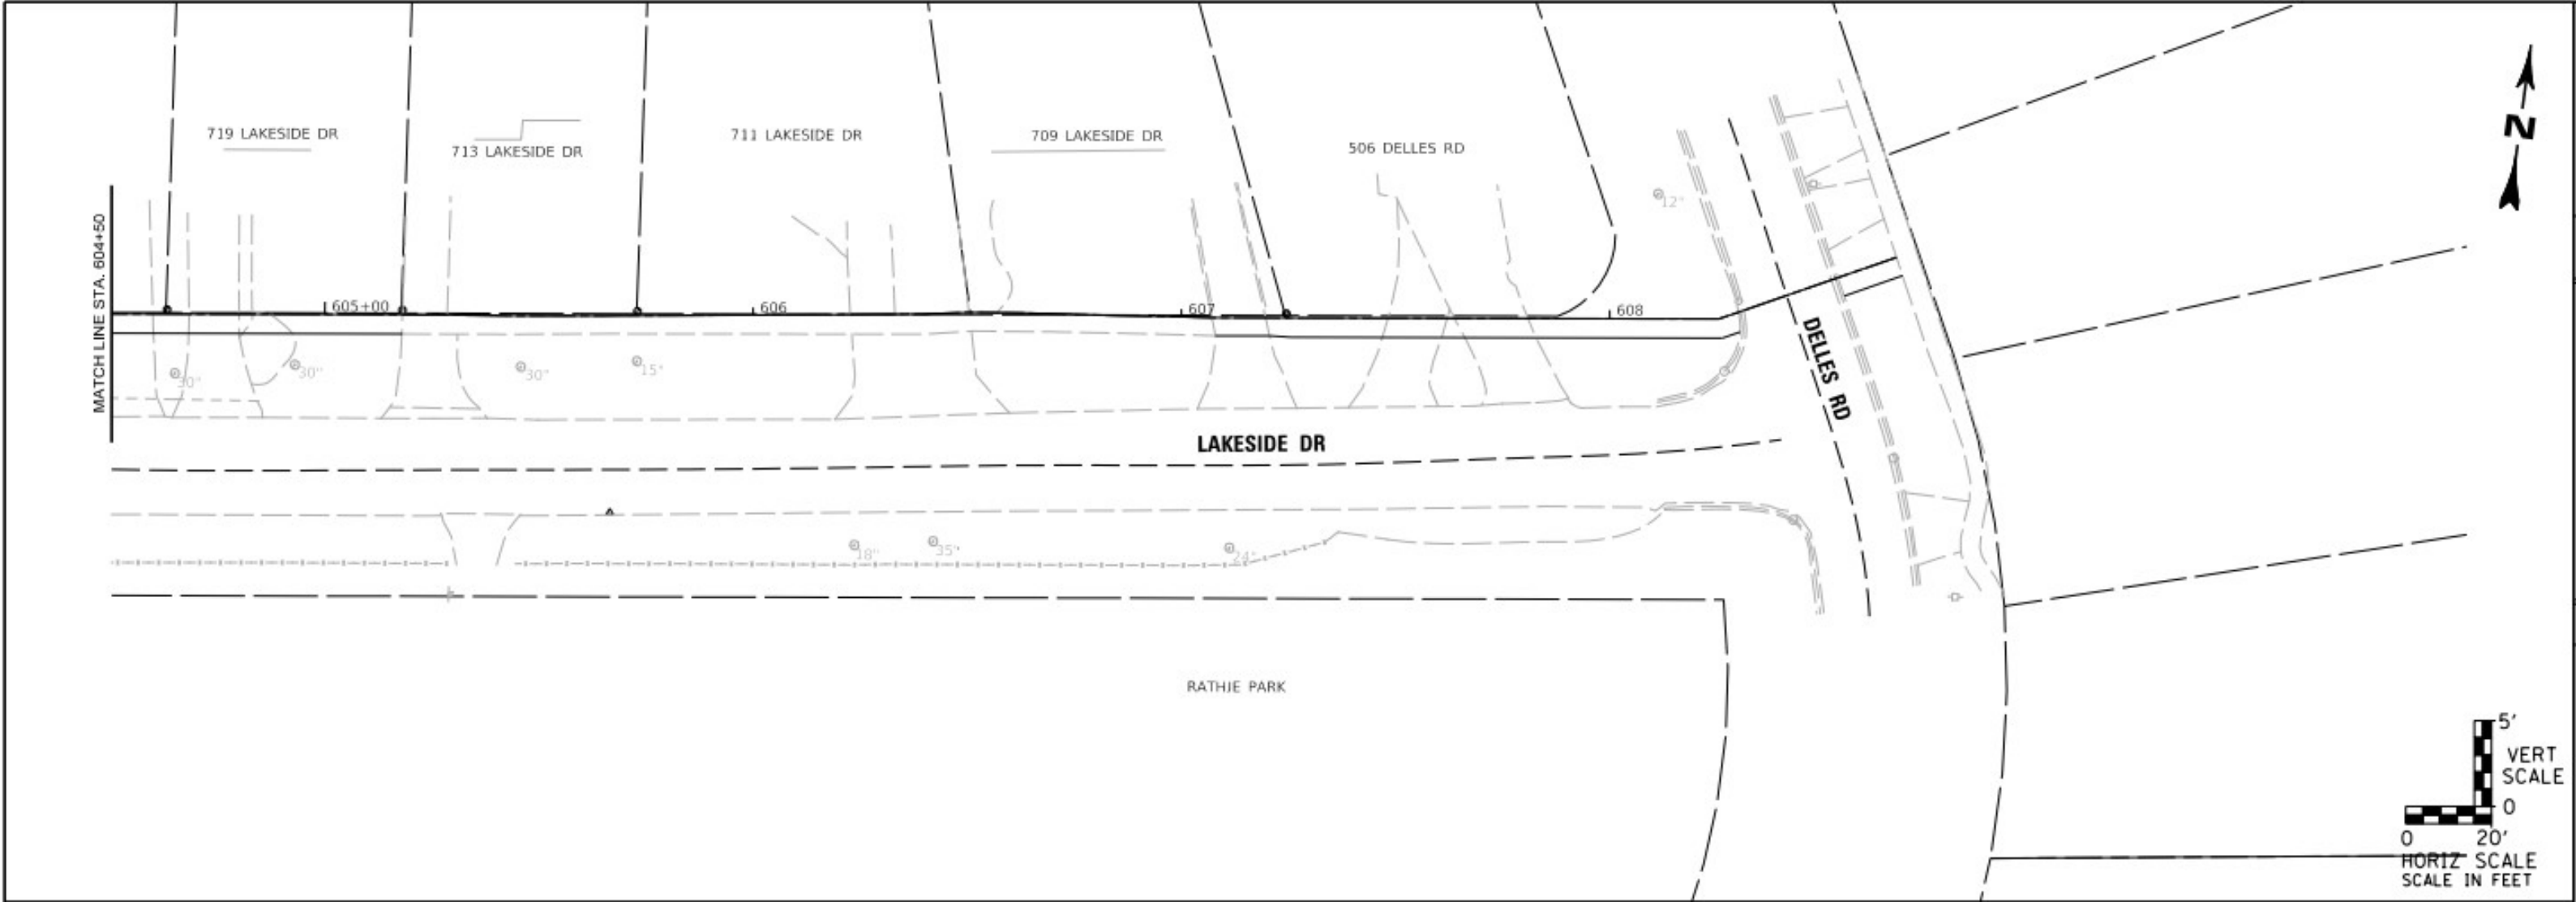 719 LAKESIDE DR
713 LAKESIDE DR
711 LAKESIDE DR
709 LAKESIDE DR
506 DELLES RD
N
12"
MATCH LINE STA. 604+50
605+00
606
607
608
30"
30"
30"
15"
DELLES RD
LAKESIDE DR
18"
35"
24"
RATHJE PARK
5'
VERT
SCALE
0
0 20'
HORIZ SCALE
SCALE IN FEET